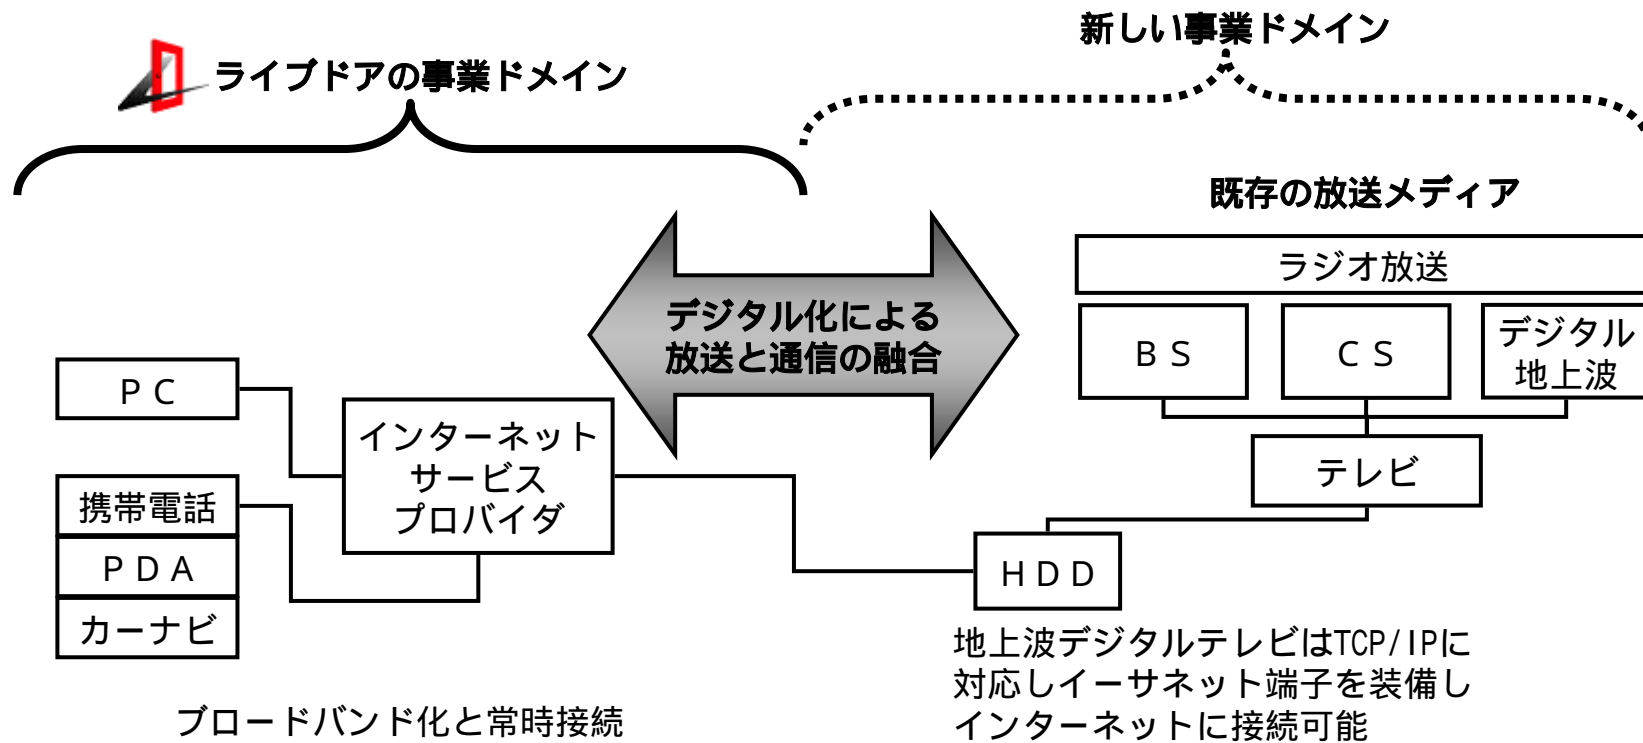 新しい事業ドメイン
ライブドアの事業ドメイン
既存の放送メディア
ラジオ放送
デジタル化による
放送と通信の融合
ＢＳ
ＣＳ
デジタル
地上波
ＰＣ
インターネット
サービス
プロバイダ
テレビ
携帯電話
ＰＤＡ
カーナビ
ＨＤＤ
地上波デジタルテレビはTCP/IPに
対応しイーサネット端子を装備し
インターネットに接続可能
ブロードバンド化と常時接続